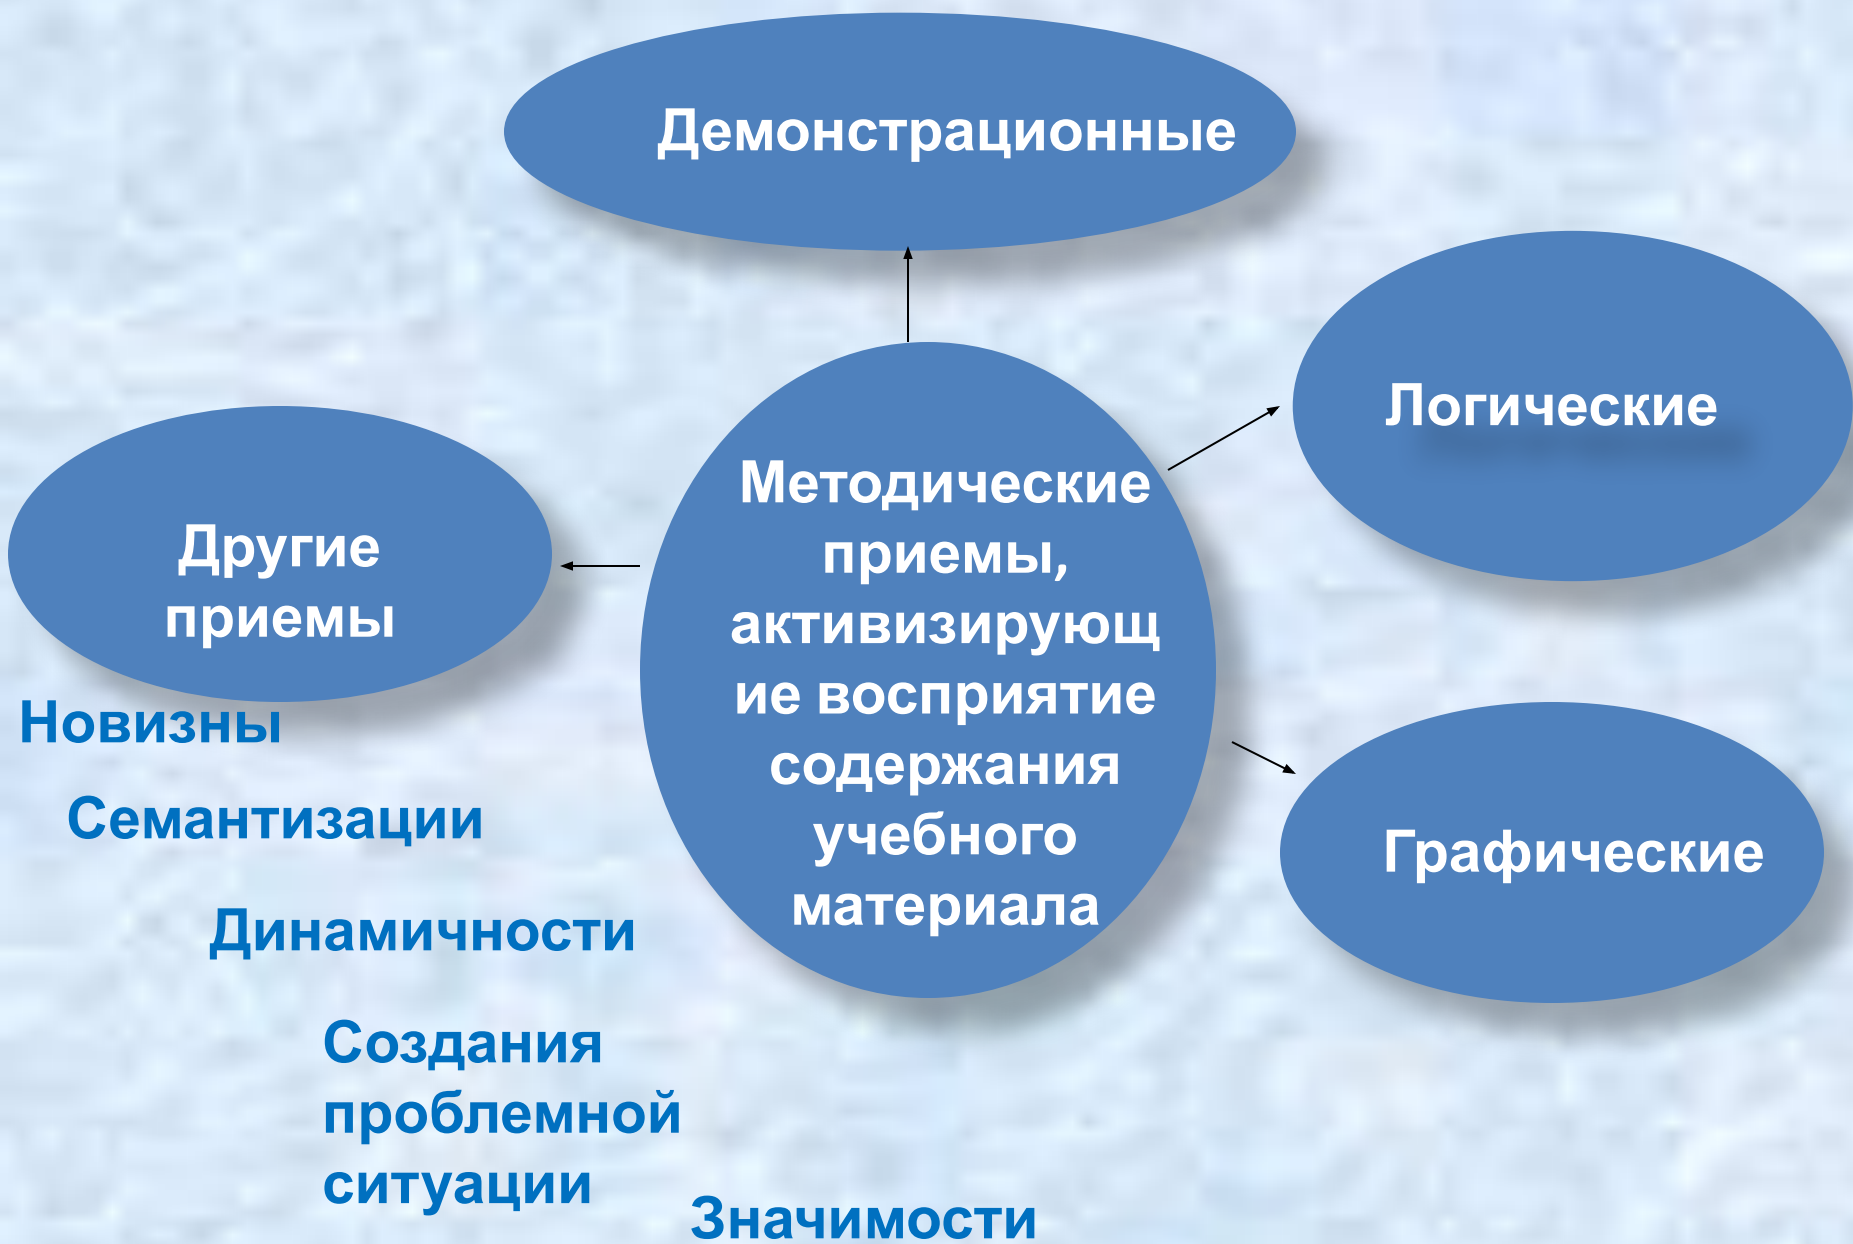 Демонстрационные
Логические
Методические
приемы,
активизирующ
ие восприятие
содержания
учебного
материала
Другие
приемы
Графические
Новизны
Семантизации
Динамичности
Создания
проблемной
ситуации
Значимости